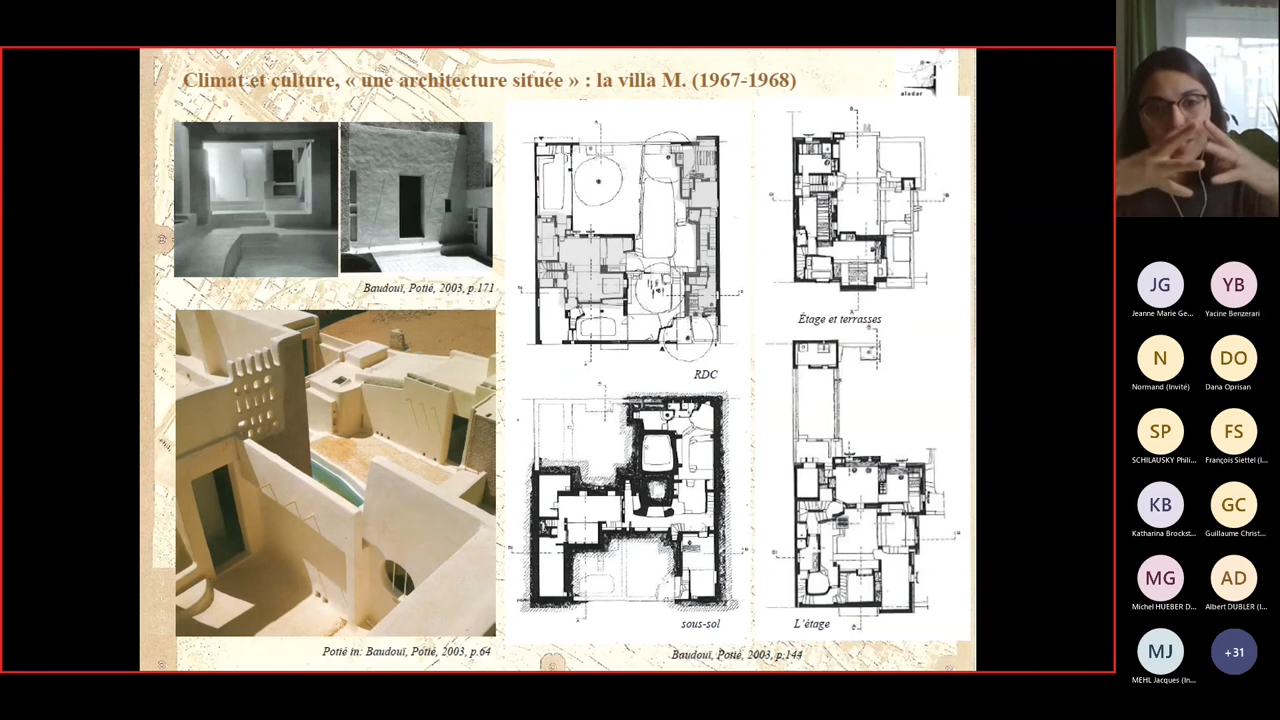 Climat et culture, « une architecture située » : la villa M. (1967-1968)
aladar
Baudouï, Potié, 2003, p.171
Potié in: Baudouï, Potié, 2003, p.64
RDC
sous-sol
Étage et terrasses
L'étage
Baudouï, Potié, 2003, p.144
JG
Jeanne Marie Ge...
YB
Yacine Benzerari
N
Normand (Invité)
DO
Dana Oprisan
SP
SCHILAUSKY Phili...
FS
François Siettel (I...
KB
Katharina Brockst...
GC
Guillaume Christ...
MG
Michel HUEBER D...
AD
Albert DUBLER (I...
MJ
MEHL Jacques (In...
+31